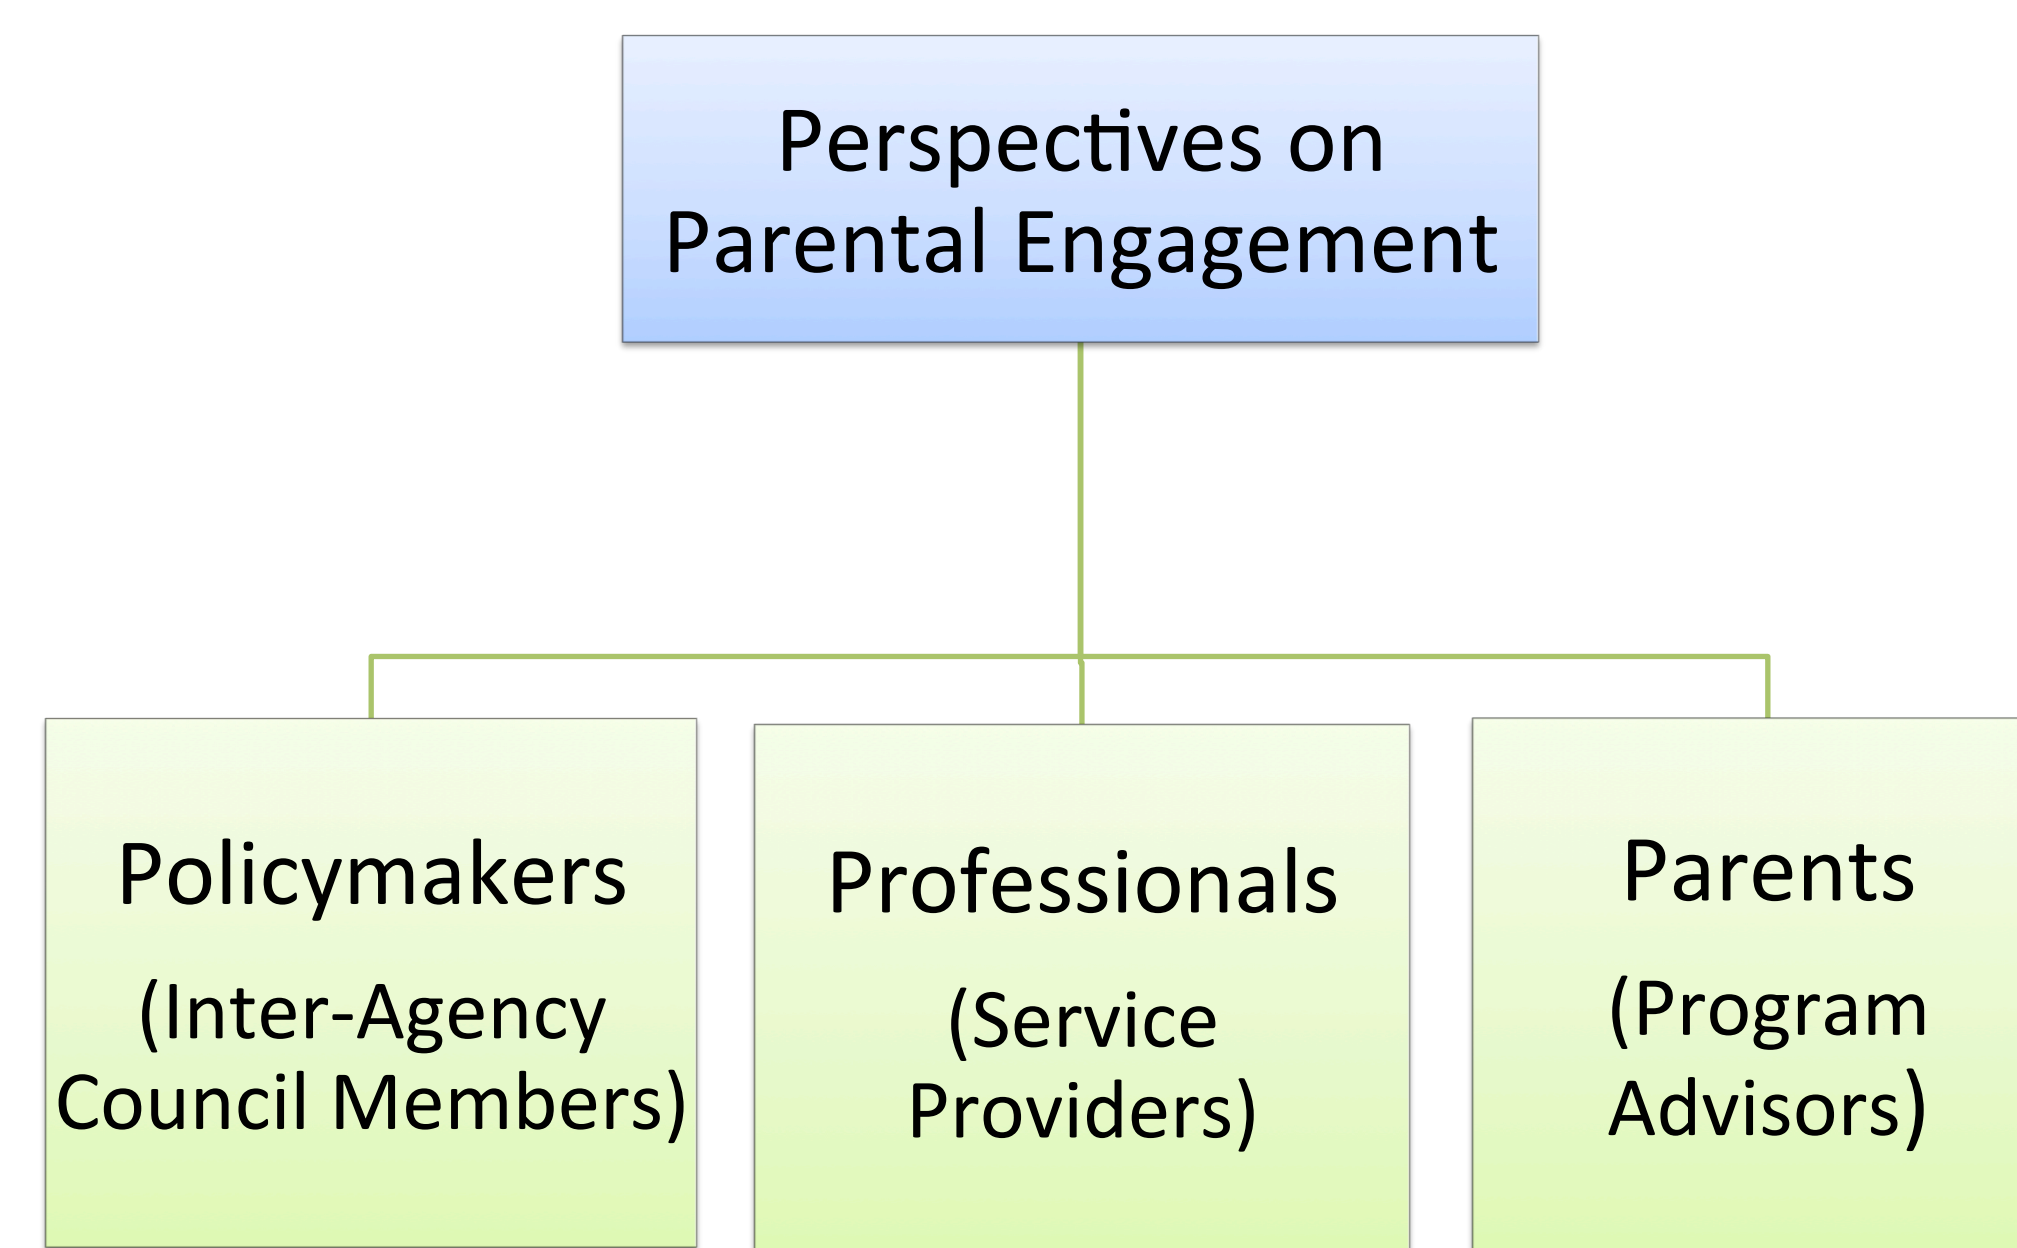 Perspectives on
Parental Engagement
Policymakers
(Inter-Agency
Council Members)
Professionals
(Service
Providers)
Parents
(Program
Advisors)